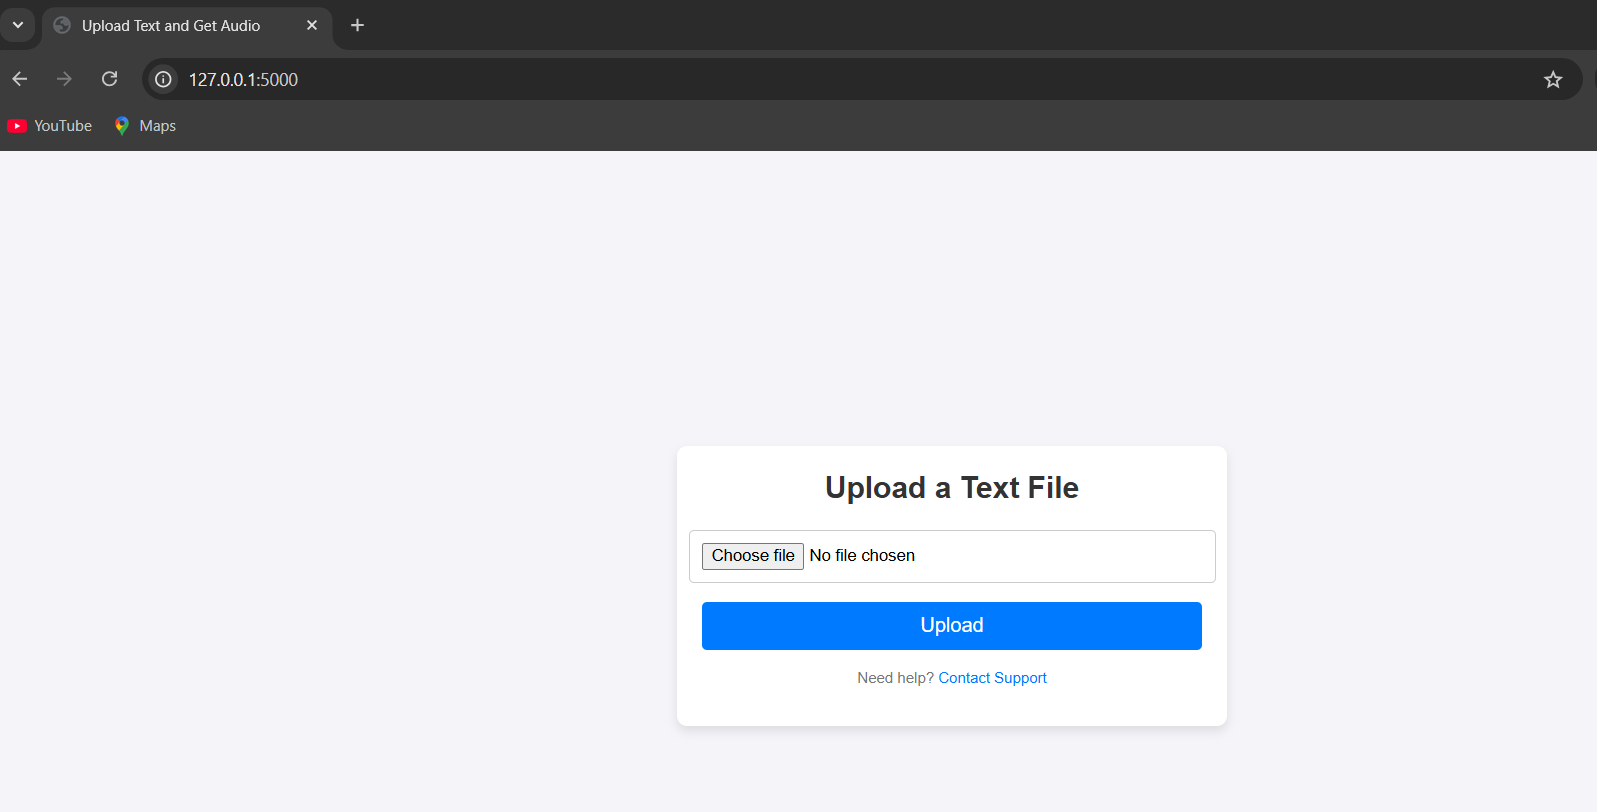 Upload Text and Get Audio
127.0.0.1:5000
YouTube Maps
Upload a Text File
Choose file No file chosen
Upload
Need help? Contact Support